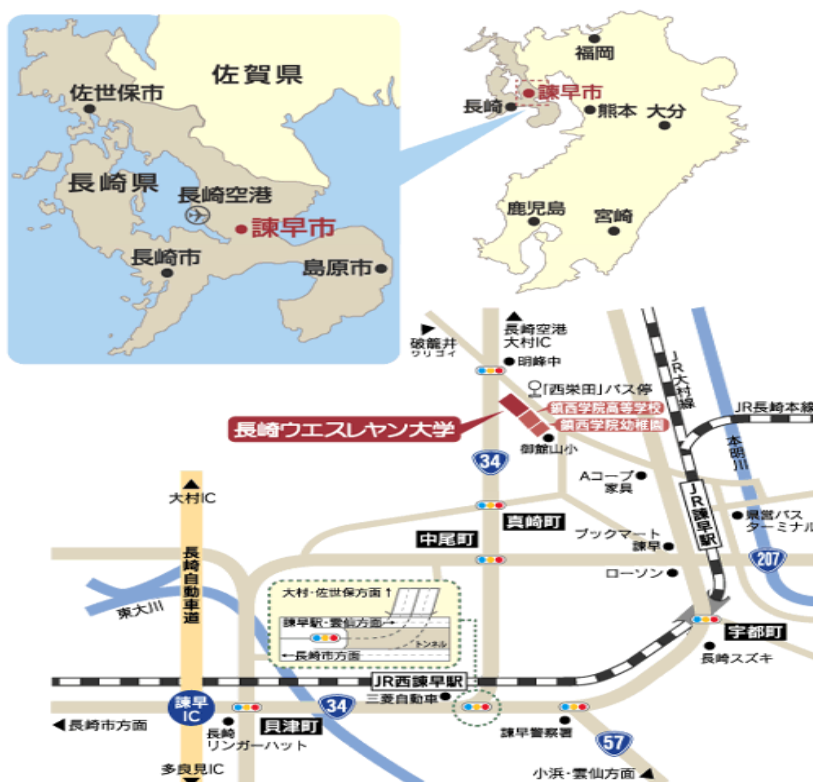 佐賀県
佐世保市
長崎県
長崎空港
諫早市
長崎市
島原市
福岡
諫早市
長崎
熊本
大分
鹿児島
宮崎
長崎空港
大村IC
破籠井
ワリゴイ
明峰中
「西栄田」バス停
鎮西学院高等学校
鎮西学院幼稚園
長崎ウエスレヤン大学
御館山小
JR大村線
JR長崎本線
本明川
34
Aコープ
家具
JR諫早駅
県営バス
ターミナル
大村IC
真崎町
中尾町
ブックマート
諫早
207
長崎自動車道
ローソン
東大川
大村・佐世保方面↑
諫早駅・雲仙方面→
トンネル
←長崎市方面
宇都町
長崎スズキ
JR西諫早駅
三菱自動車
諫早
IC
34
長崎市方面
長崎
リンガーハット
貝津町
諫早警察署
57
多良見IC
小浜・雲仙方面